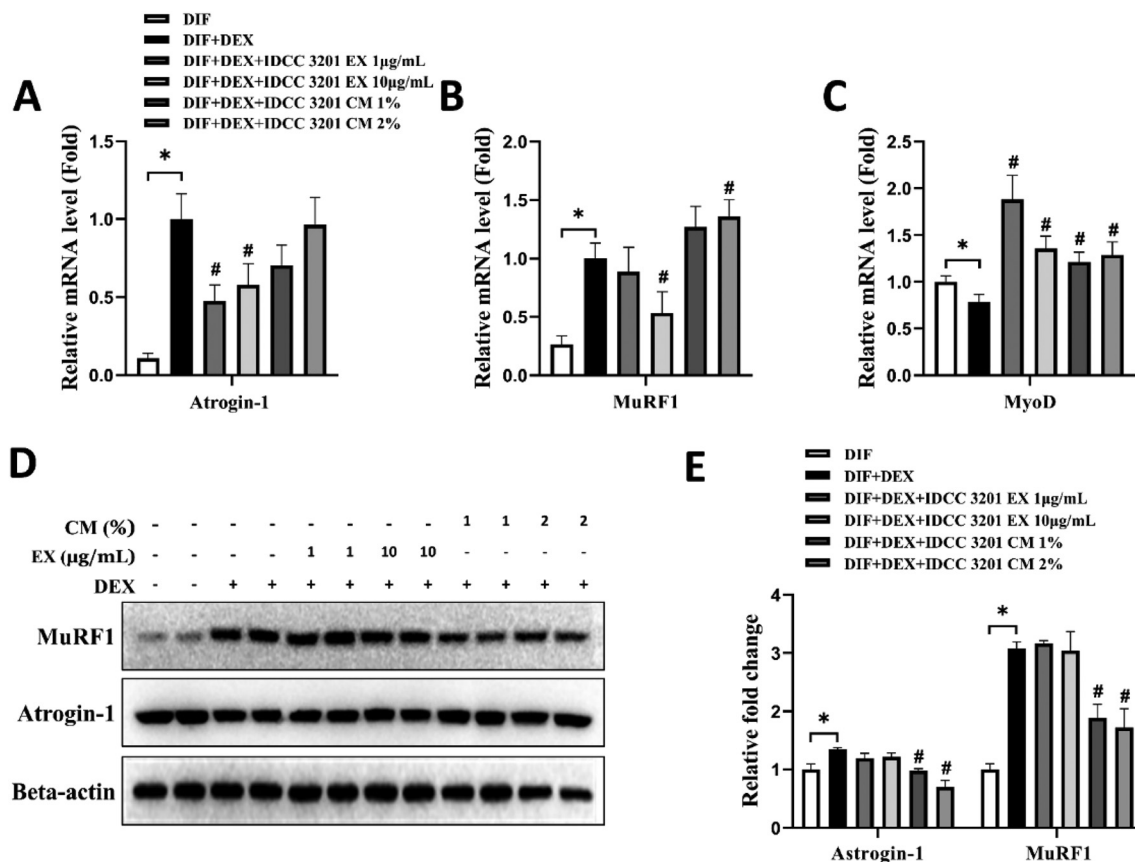 DIF
DIF+DEX
DIF+DEX+IDCC 3201 EX 1μg/mL
DIF+DEX+IDCC 3201 EX 10μg/mL
DIF+DEX+IDCC 3201 CM 1%
DIF+DEX+IDCC 3201 CM 2%
A
Relative mRNA level (Fold)
1.5
1.0
0.5
0.0
*
#
#
Atrogin-1
B
Relative mRNA level (Fold)
2.0
1.5
1.0
0.5
0.0
*
#
#
MuRF1
C
Relative mRNA level (Fold)
2.5
2.0
1.5
1.0
0.5
0.0
*
#
#
#
#
MyoD
D
CM (%) - - - - - - - - 1 1 2 2
EX (μg/mL) - - - - 1 1 10 10 - - - -
DEX - - + + + + + + + + + +
MuRF1
Atrogin-1
Beta-actin
E
DIF
DIF+DEX
DIF+DEX+IDCC 3201 EX 1μg/mL
DIF+DEX+IDCC 3201 EX 10μg/mL
DIF+DEX+IDCC 3201 CM 1%
DIF+DEX+IDCC 3201 CM 2%
Relative fold change
4
3
2
1
0
*
#
#
*
#
#
Astrogin-1
MuRF1